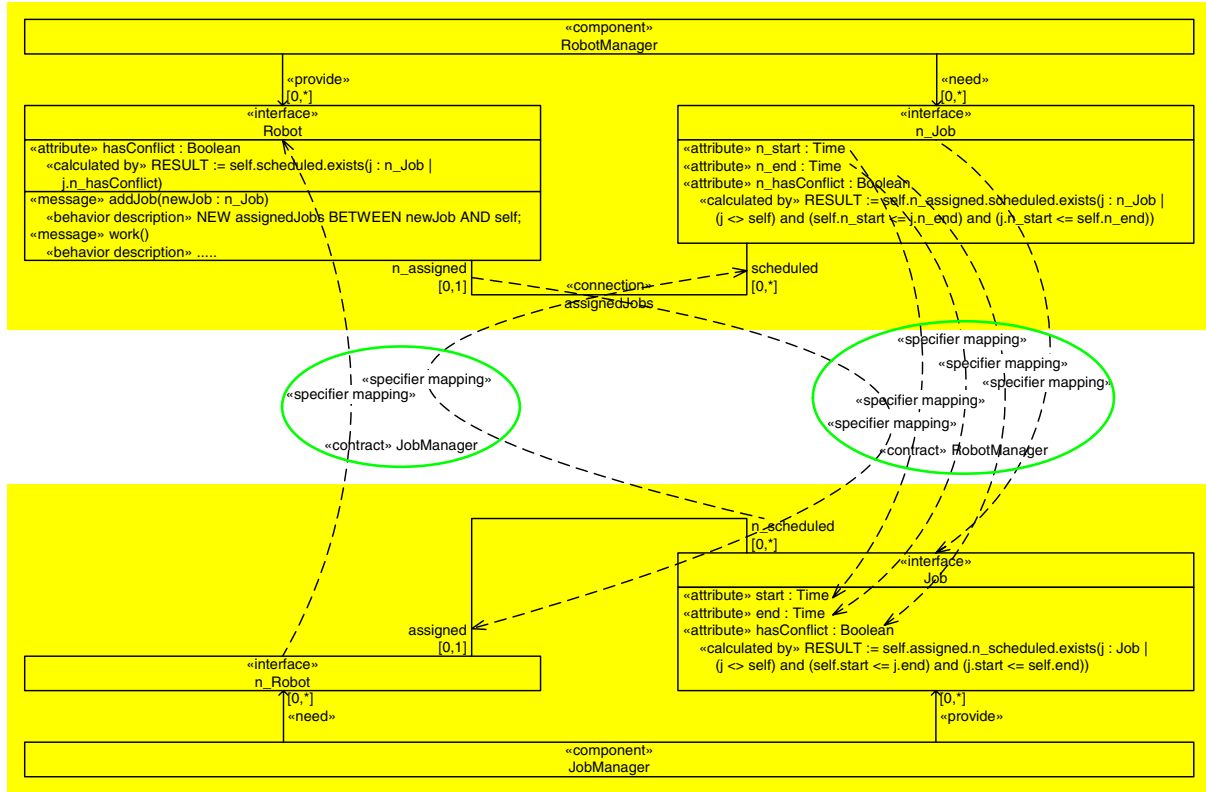 «component»
RobotManager
«provide»
[0,*]
«need»
[0,*]
«interface»
Robot
«attribute» hasConflict : Boolean
«calculated by» RESULT := self.scheduled.exists(j : n_Job |
j.n_hasConflict)
«message» addJob(newJob : n_Job)
«behavior description» NEW assignedJobs BETWEEN newJob AND self;
«message» work()
«behavior description» .....
«interface»
n_Job
«attribute» n_start : Time
«attribute» n_end : Time
«attribute» n_hasConflict : Boolean
«calculated by» RESULT := self.n_assigned.scheduled.exists(j : n_Job |
(j <> self) and (self.n_start <= j.n_end) and (j.n_start <= self.n_end))
n_assigned
[0,1]
«connection»
assignedJobs
scheduled
[0,*]
«specifier mapping»
«specifier mapping»
«contract» JobManager
«specifier mapping»
«specifier mapping»
«specifier mapping»
«specifier mapping»
«specifier mapping»
«contract» RobotManager
n_scheduled
[0,*]
assigned
[0,1]
«interface»
Job
«attribute» start : Time
«attribute» end : Time
«attribute» hasConflict : Boolean
«calculated by» RESULT := self.assigned.n_scheduled.exists(j : Job |
(j <> self) and (self.start <= j.end) and (j.start <= self.end))
«interface»
n_Robot
[0,*]
«need»
[0,*]
«provide»
«component»
JobManager